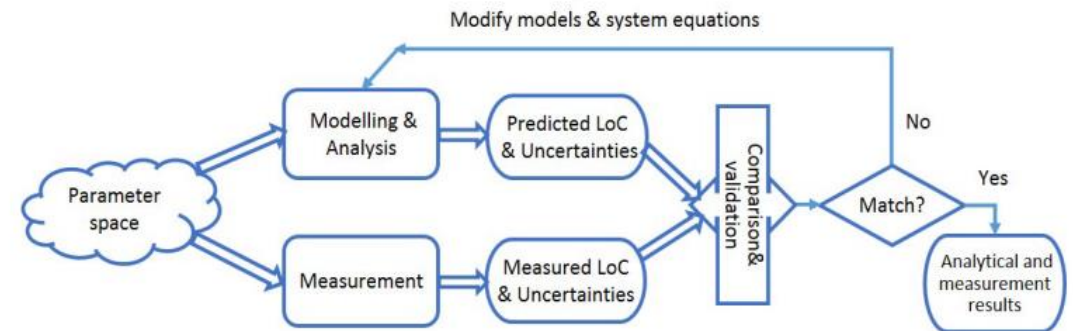 Modify models & system equations
Modelling &
Analysis
Predicted LoC
& Uncertainties
No
Parameter
space
Comparison&
validation
Match?
Yes
Measurement
Measured LoC
& Uncertainties
Analytical and
measurement
results